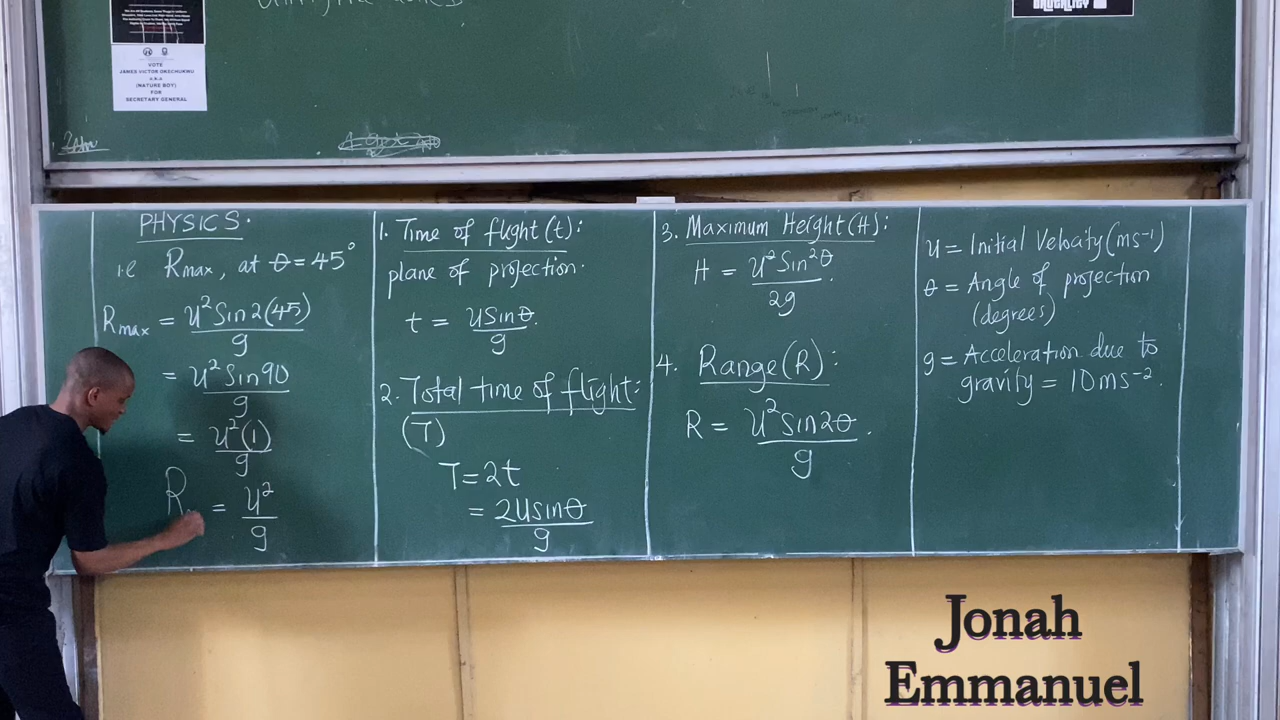 VOTE
JAMES VICTOR OKECHUKWU
A.K.A
(NATURE BOY)
FOR
SECRETARY GENERAL
BRUTALITY
PHYSICS.
i.e Rmax, at θ=45°
Rmax = u²Sin2(45)/g
= u²Sin90/g
= u²(1)/g
R = u²/g
1. Time of flight(t):
plane of projection.
t = usinθ/g
2. Total time of flight:
(T)
T=2t
= 2usinθ/g
3. Maximum Height(H):
H = u²Sin²θ/2g
4. Range(R):
R = u²Sin2θ/g.
u = Initial Velocity(ms⁻¹)
θ = Angle of projection
(degrees)
g = Acceleration due to
gravity = 10ms⁻².
Jonah
Emmanuel